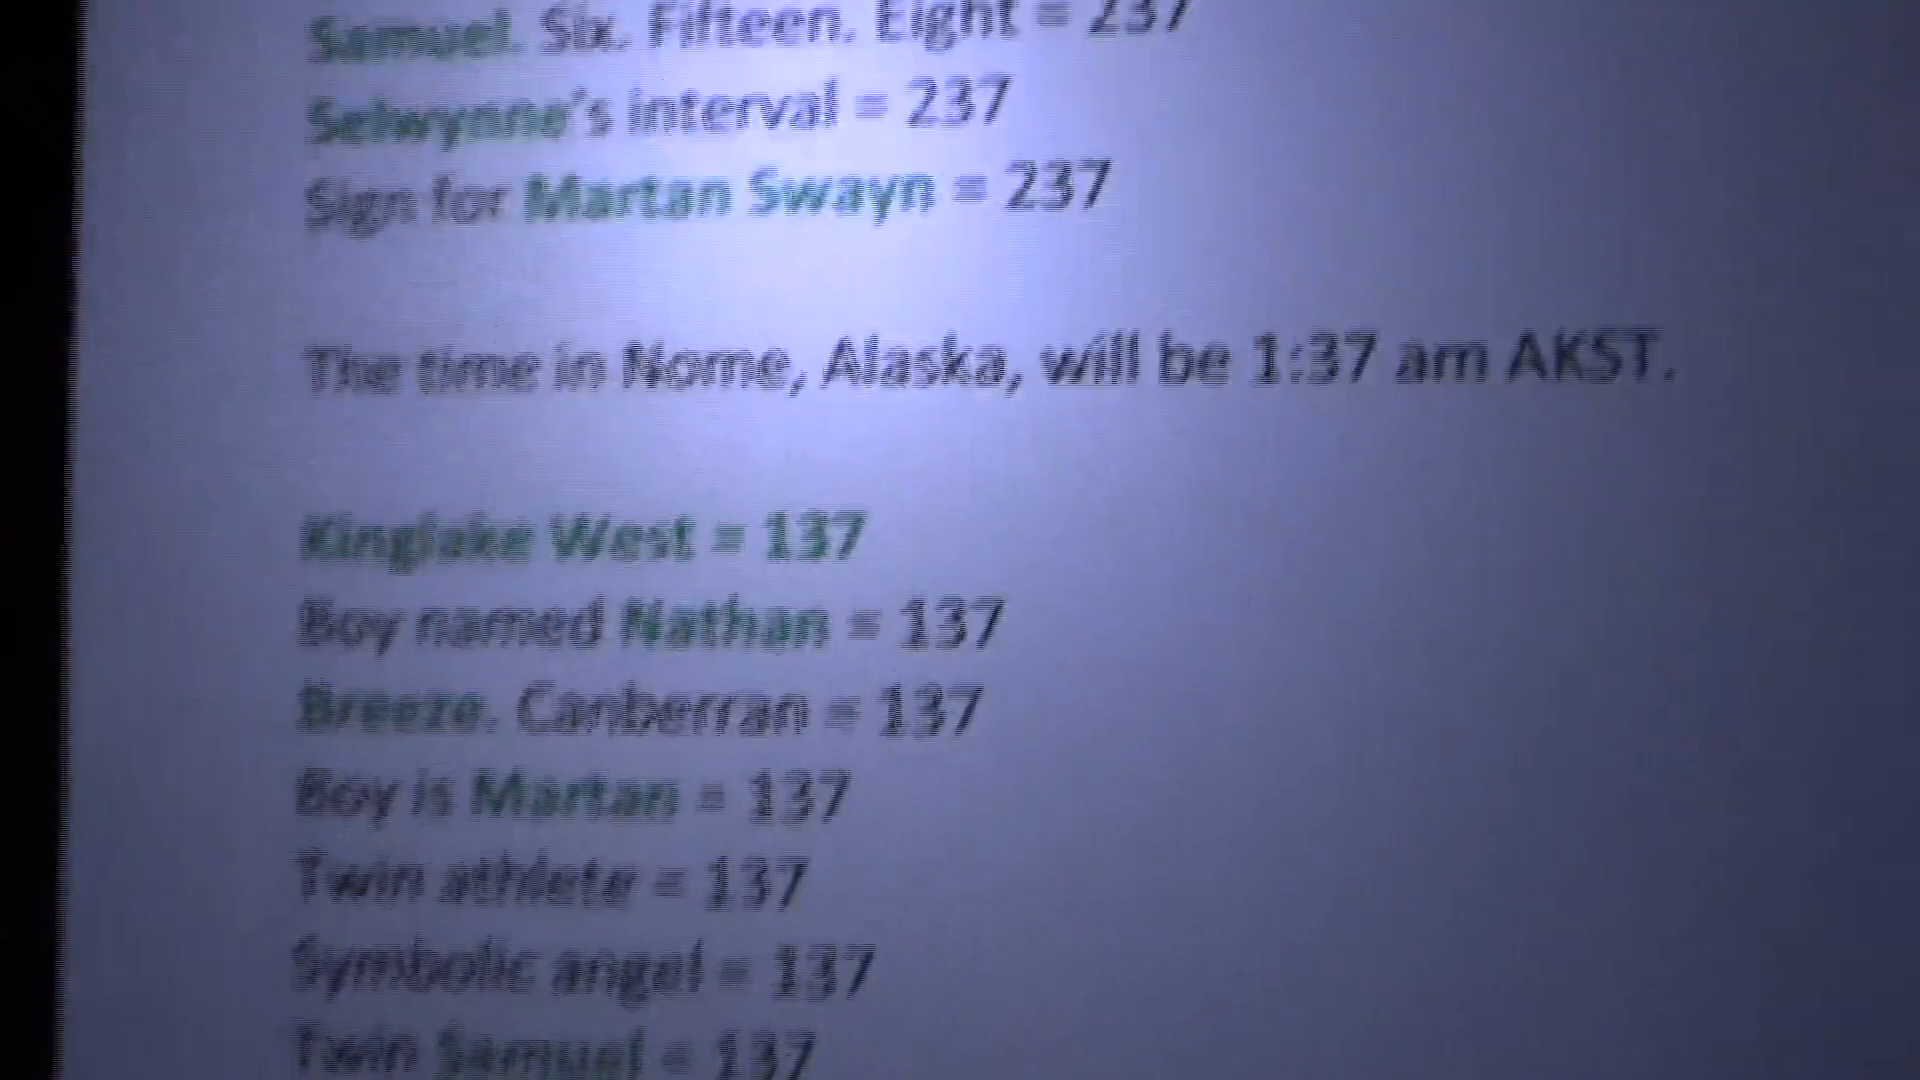 Samuel. Six. Fifteen. Eight = 237
Selwynne's interval = 237
Sign for Martan Swayn = 237
The time in Nome, Alaska, will be 1:37 am AKST.
Kinglake West = 137
Boy named Nathan = 137
Breeze. Canberran = 137
Boy is Martan = 137
Twin athlete = 137
Symbolic angel = 137
Twin Samuel = 137